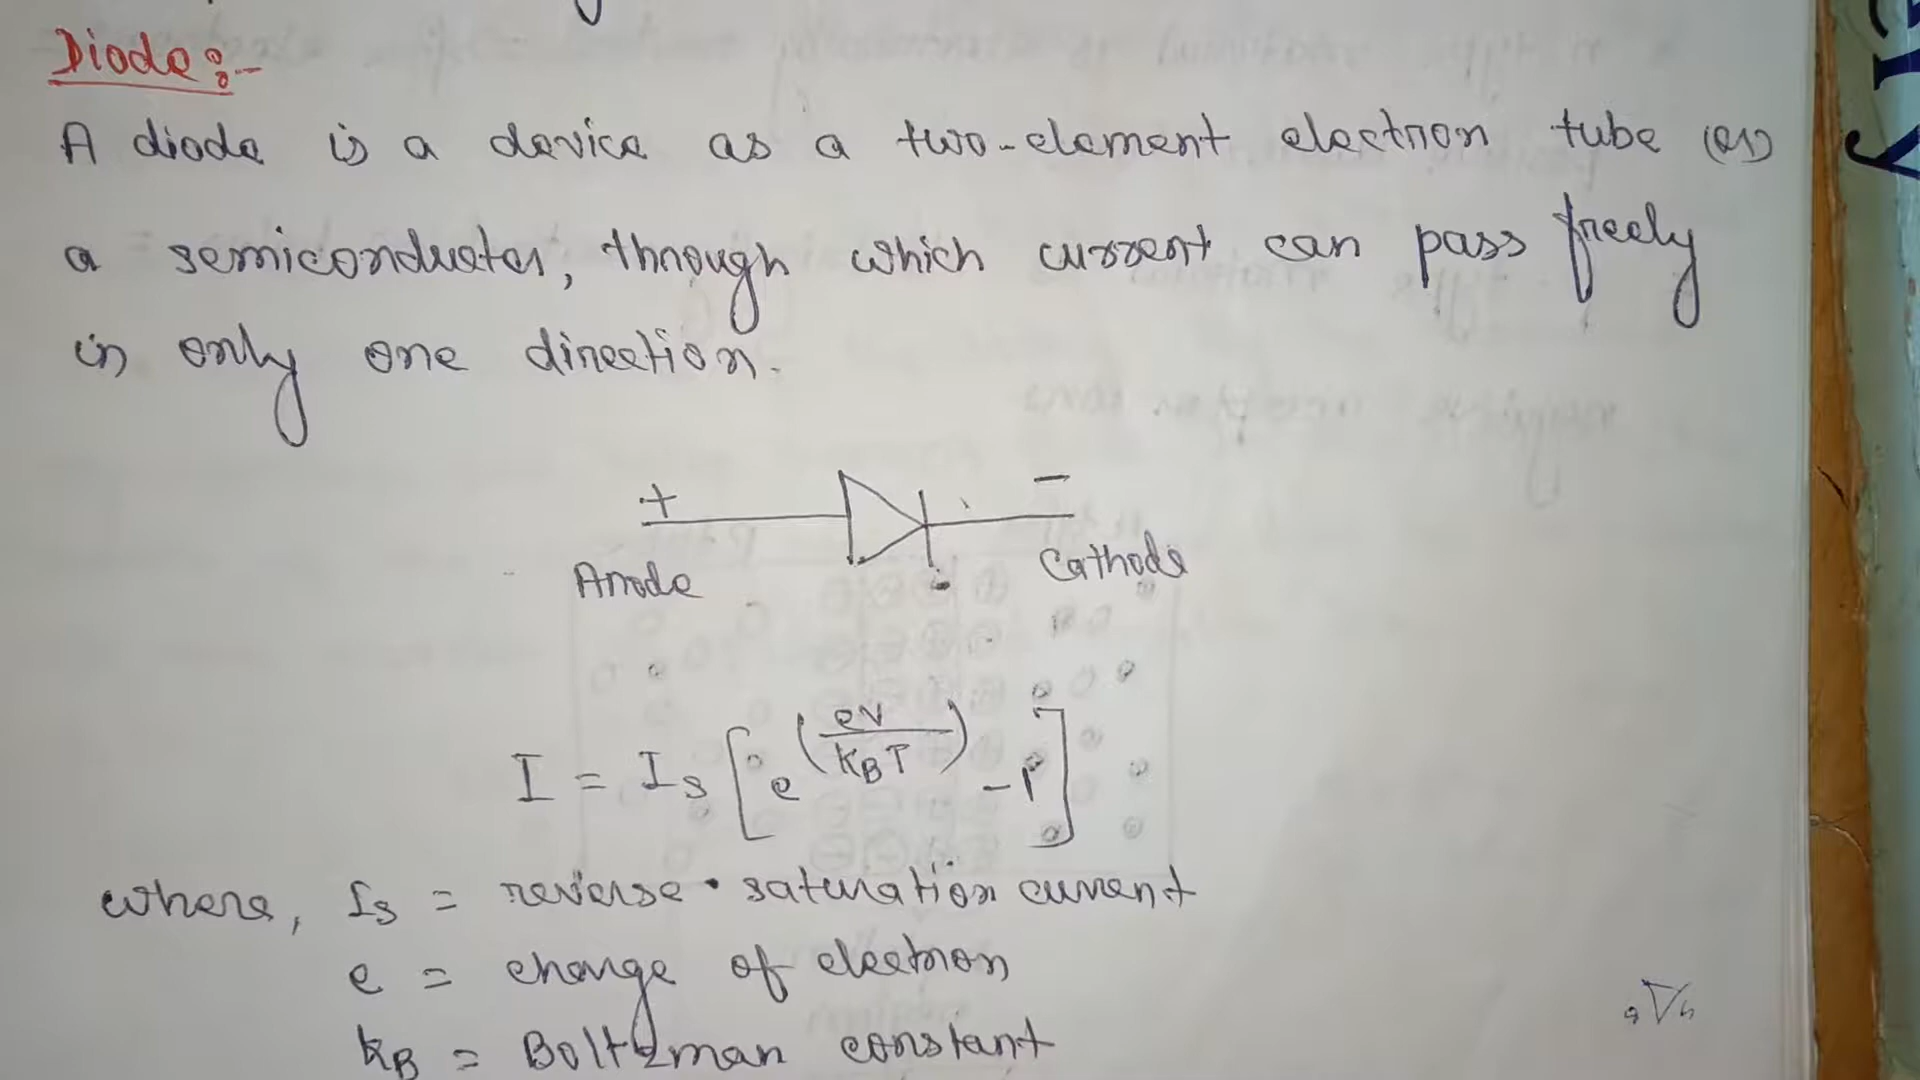 Diode:-
A diode is a device as a two-element electron tube (or)
a semiconductor, through which current can pass freely
in only one direction.
+ −
Anode Cathode
I = Is [e^(eV/kBT) −1]
where, Is = reverse saturation current
e = charge of electron
kB = Boltzman constant